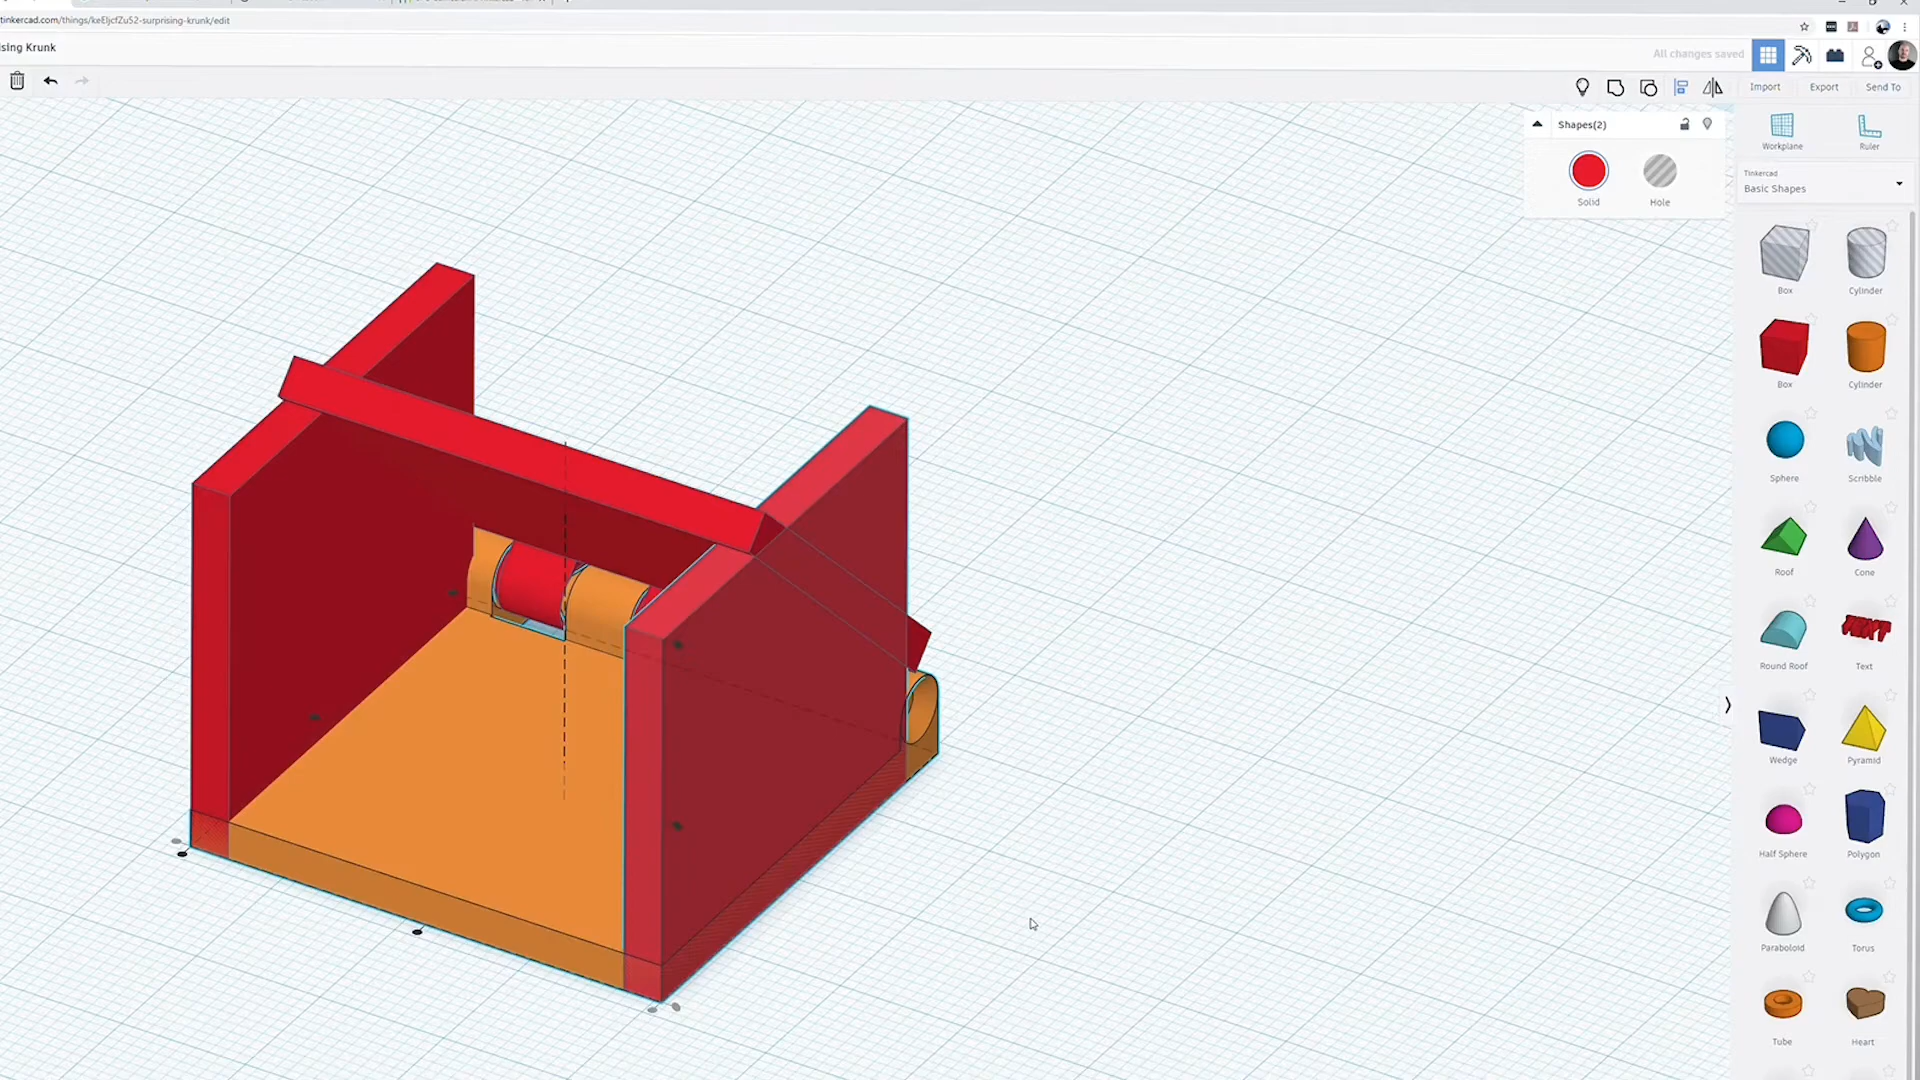 tinkercad.com/things/keEljcfZu52-surprising-krunk/edit
ising Krunk
All changes saved
Import
Export
Send To
Shapes(2)
Solid
Hole
Workplane
Ruler
Tinkercad
Basic Shapes
Box
Cylinder
Box
Cylinder
Sphere
Scribble
Roof
Cone
Round Roof
TEXT
Text
Wedge
Pyramid
Half Sphere
Polygon
Paraboloid
Torus
Tube
Heart